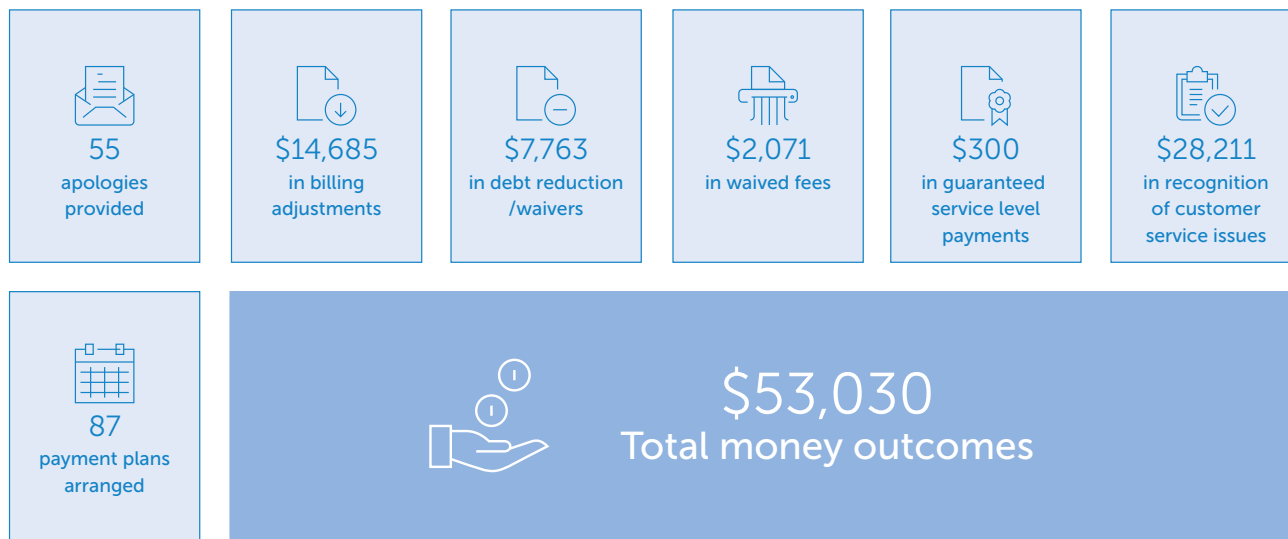 55
apologies
provided
$14,685
in billing
adjustments
$7,763
in debt reduction
/waivers
$2,071
in waived fees
$300
in guaranteed
service level
payments
$28,211
in recognition
of customer
service issues
87
payment plans
arranged
$53,030
Total money outcomes